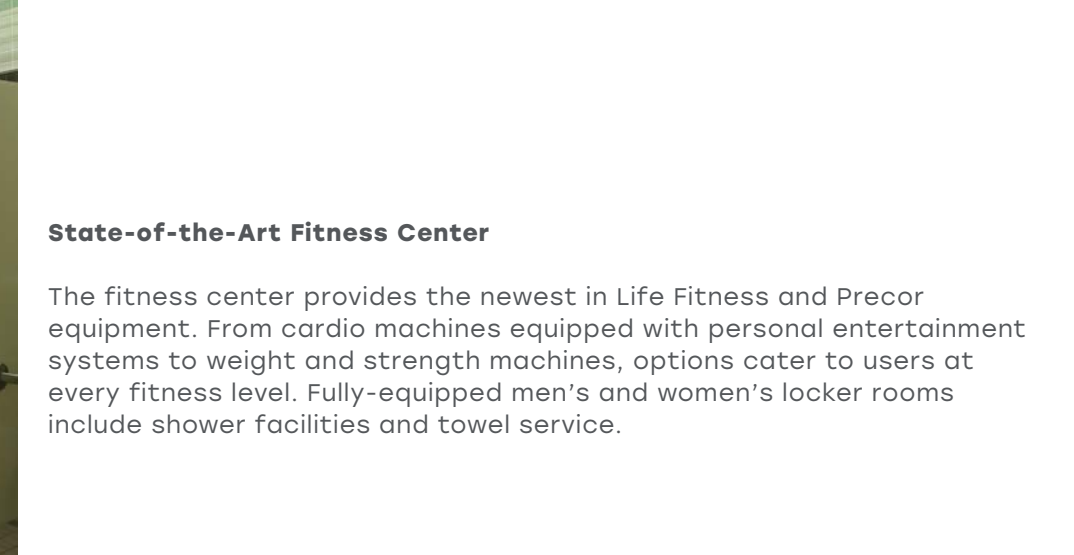 State-of-the-Art Fitness Center
The fitness center provides the newest in Life Fitness and Precor
equipment. From cardio machines equipped with personal entertainment
systems to weight and strength machines, options cater to users at
every fitness level. Fully-equipped men’s and women’s locker rooms
include shower facilities and towel service.